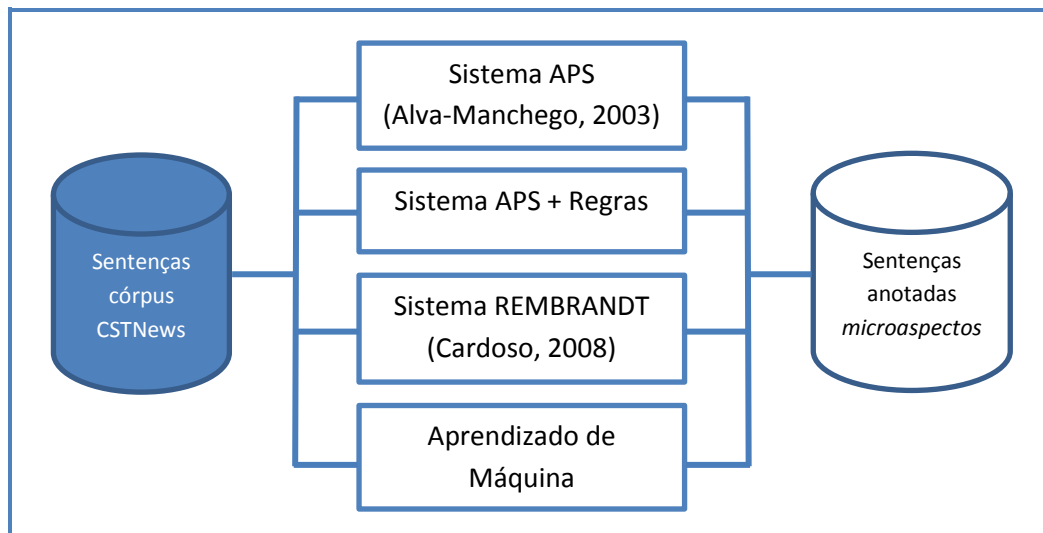 Sistema APS
(Alva-Manchego, 2003)
Sistema APS + Regras
Sentenças
córpus
CSTNews
Sistema REMBRANDT
(Cardoso, 2008)
Aprendizado de
Máquina
Sentenças
anotadas
microaspectos